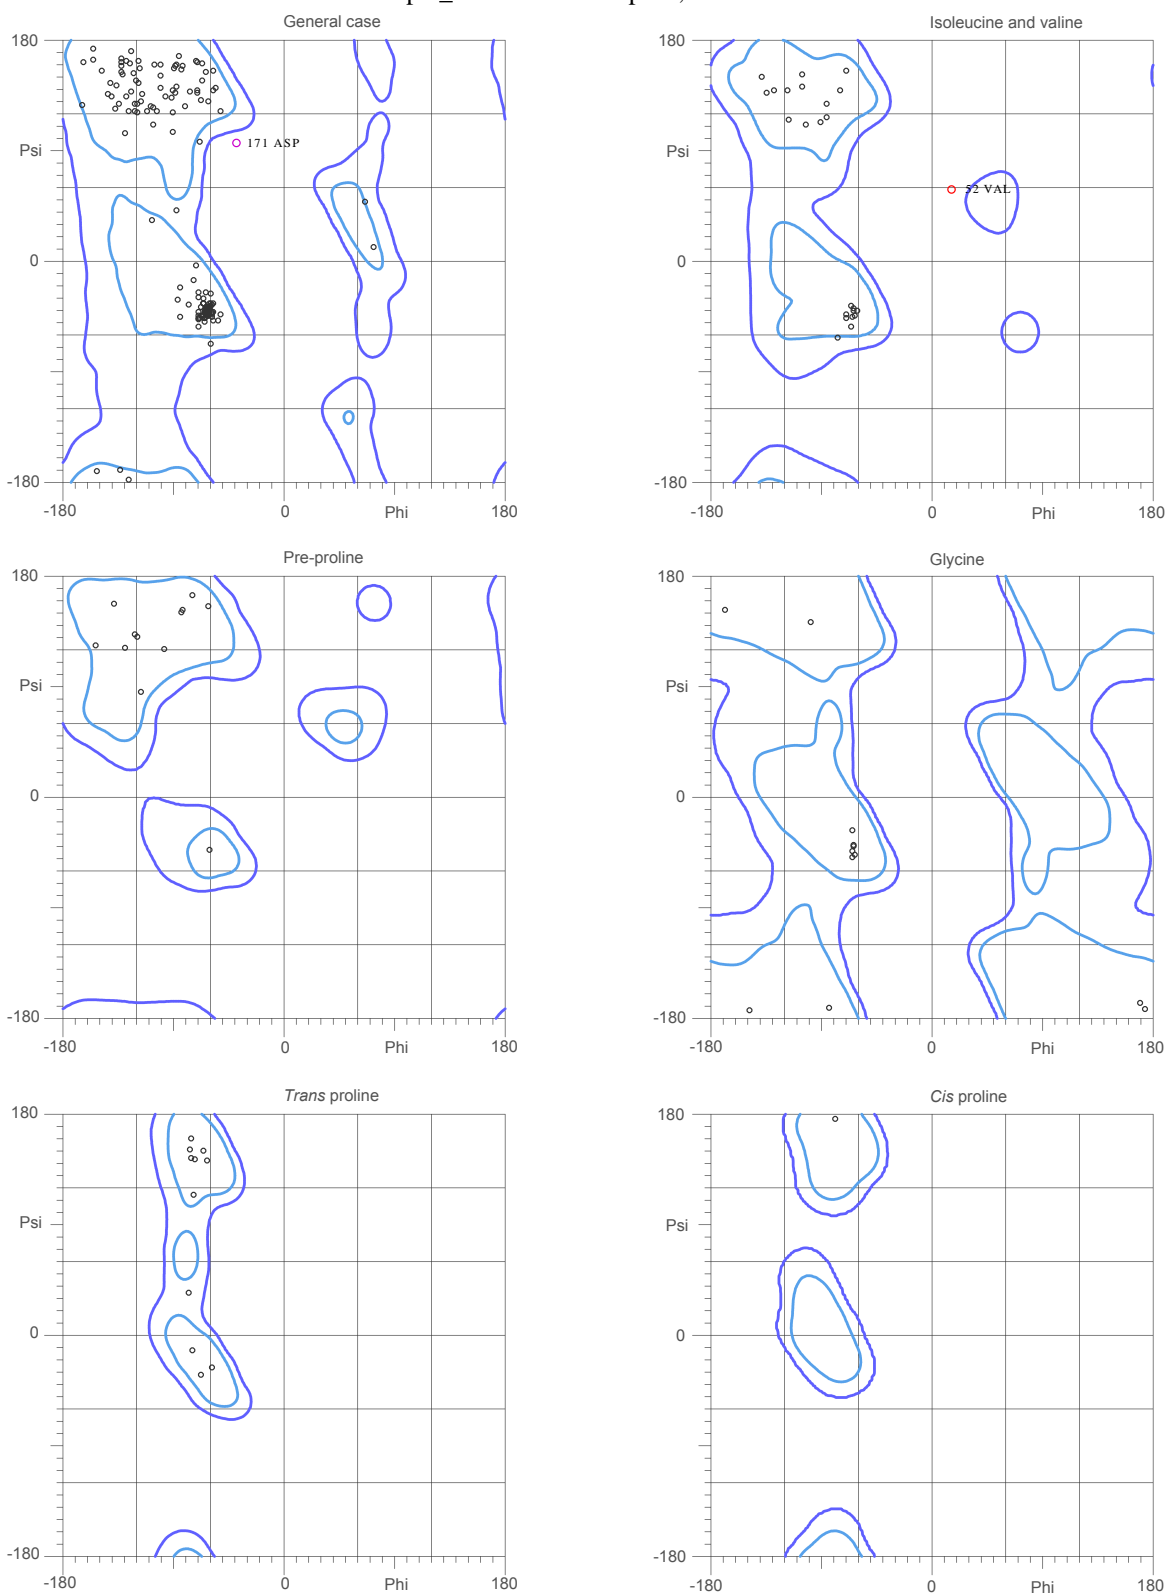 General case
Isoleucine and valine
180
Psi
0
-180
-180
0
Phi
180
171 ASP
180
Psi
0
-180
-180
0
Phi
180
52 VAL
Pre-proline
Glycine
180
Psi
0
-180
-180
0
Phi
180
180
Psi
0
-180
-180
0
Phi
180
Trans proline
Cis proline
180
Psi
0
-180
-180
0
Phi
180
180
Psi
0
-180
-180
0
Phi
180